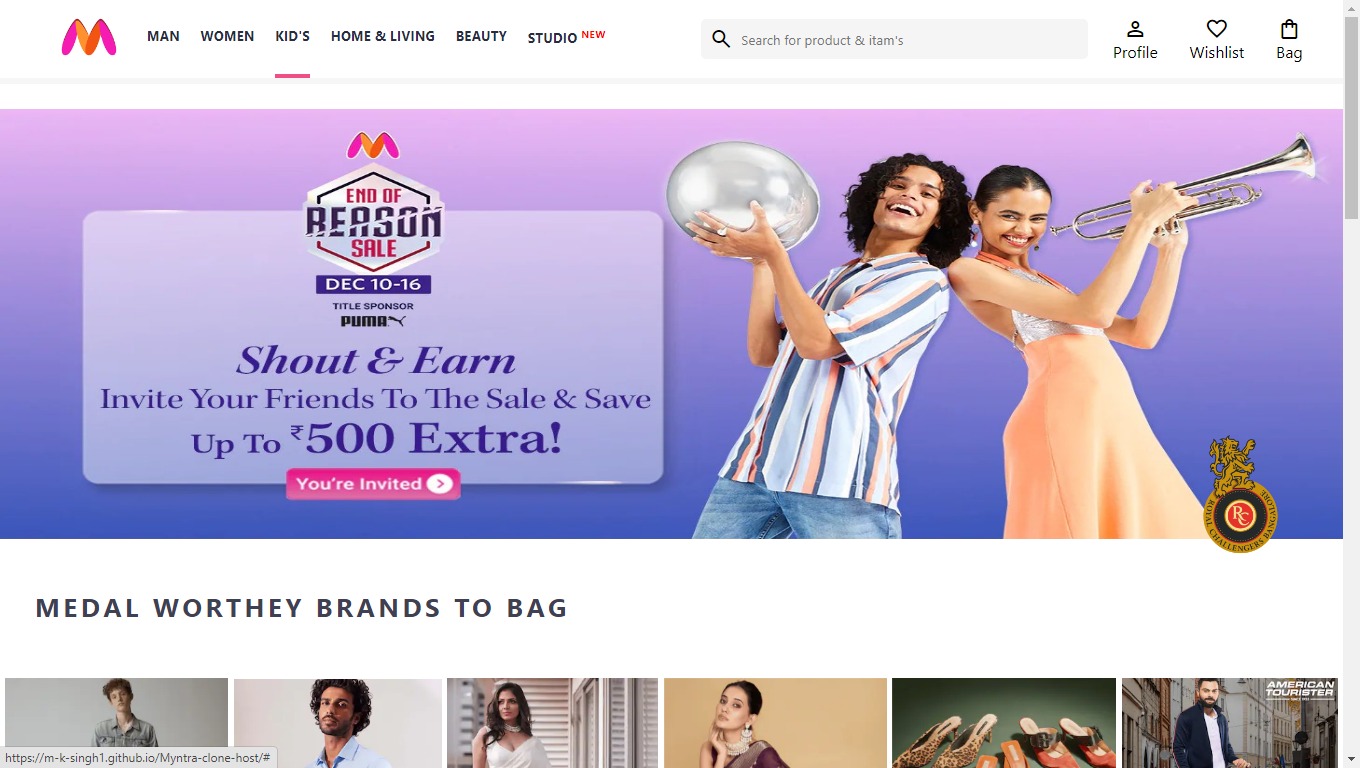 MAN WOMEN KID'S HOME & LIVING BEAUTY STUDIO NEW
Search for product & itam's
Profile Wishlist Bag
END OF
REASON
SALE
DEC 10-16
TITLE SPONSOR
PUMA
Shout & Earn
Invite Your Friends To The Sale & Save
Up To ₹500 Extra!
You're Invited
RC
ROYAL CHALLENGERS BANGALORE
MEDAL WORTHEY BRANDS TO BAG
AMERICAN
TOURISTER
https://m-k-singh1.github.io/Myntra-clone-host/#